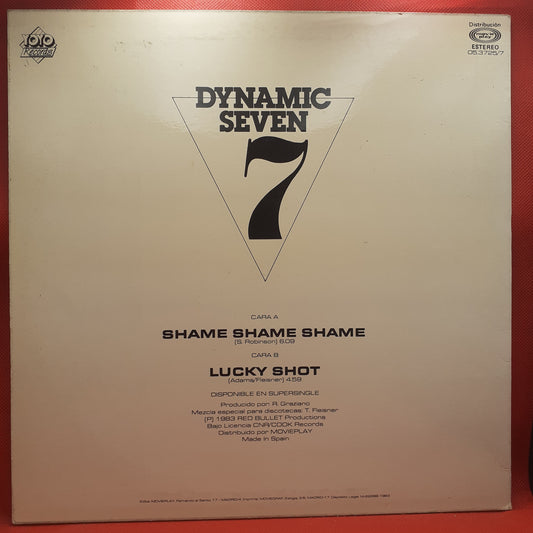 1010
Records
Distribución
ESTEREO
05.3725/7
DYNAMIC
SEVEN
7
CARA A
SHAME SHAME SHAME
(S. Robinson) 6.09
CARA B
LUCKY SHOT
(Adams/Fleisner) 4.59
DISPONIBLE EN SUPERSINGLE
Producido por R. Graziano
Mezcla especial para discotecas: T. Fleisner
(P) 1983 RED BULLET Productions
Bajo Licencia CNR/COOK Records
Distribuido por MOVIEPLAY
Made in Spain